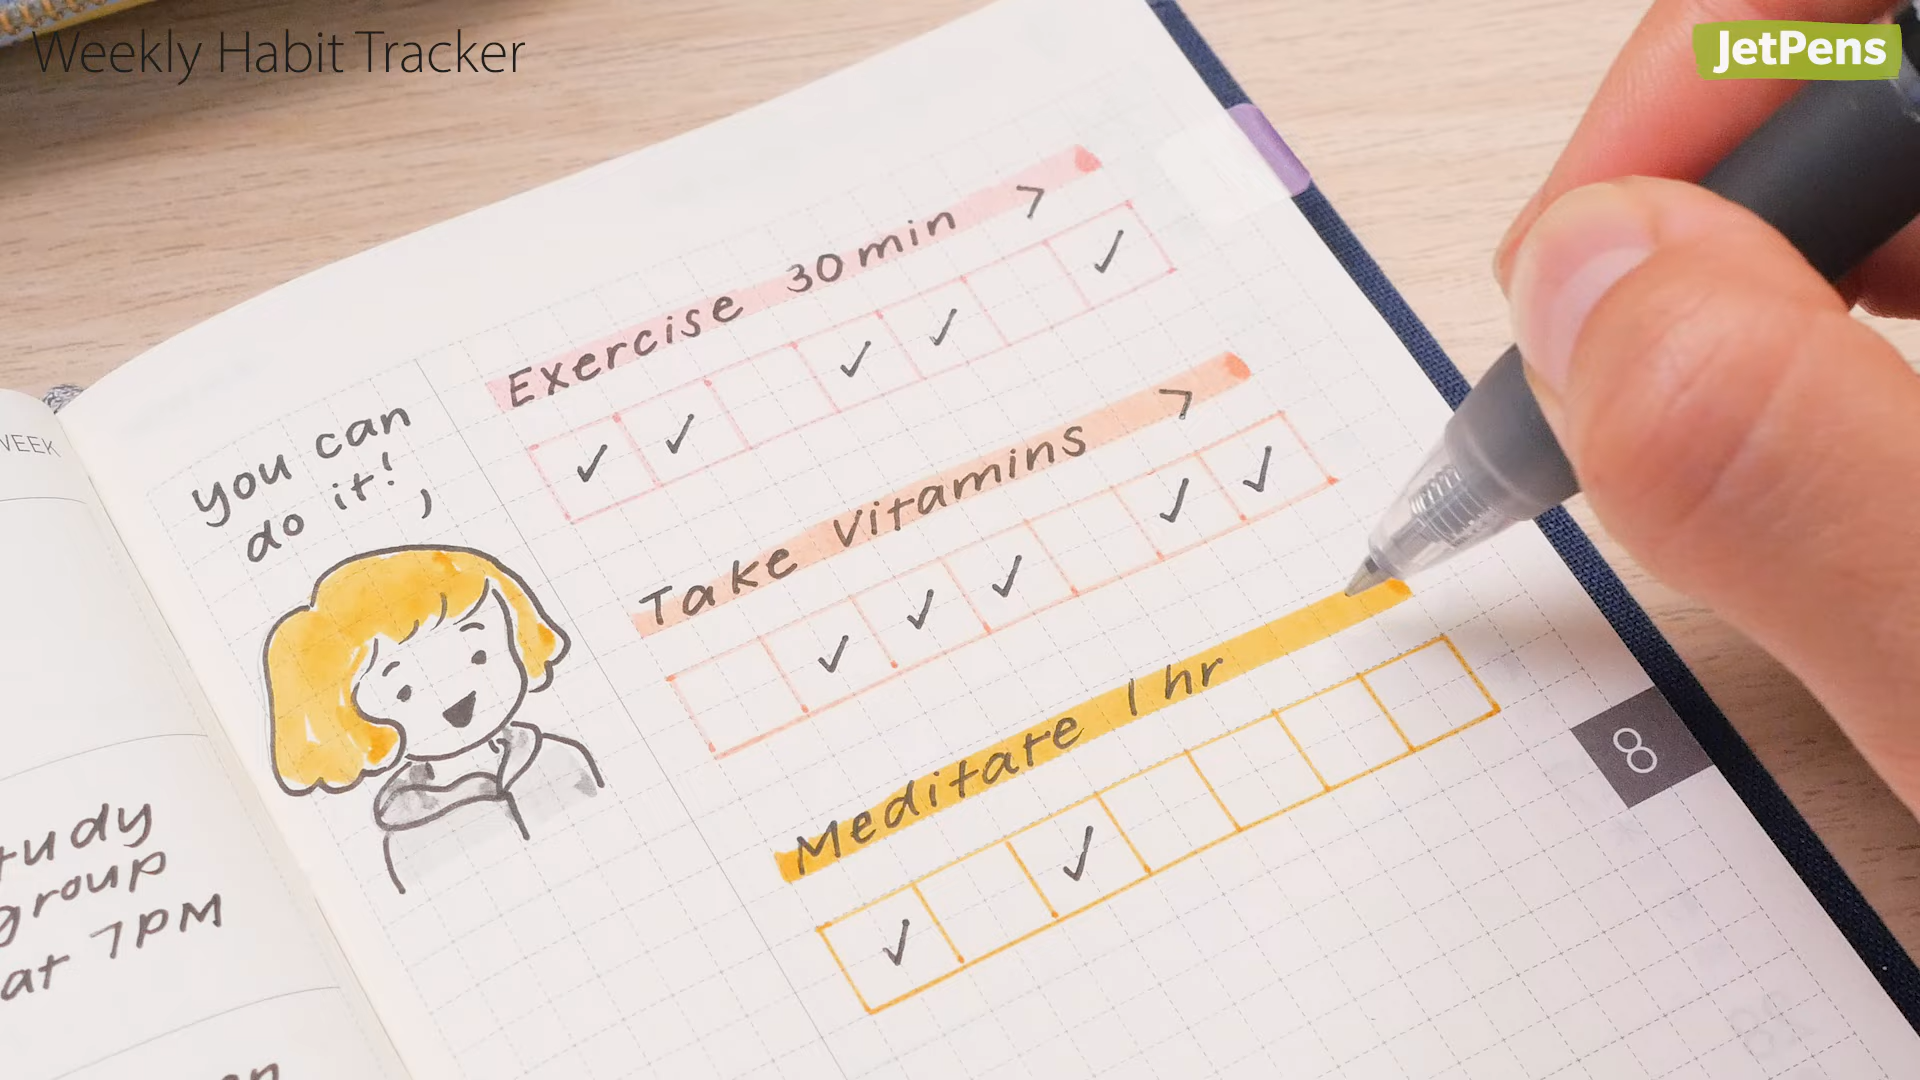 Weekly Habit Tracker
JetPens
WEEK
you can
do it!
Exercise 30 min >
Take Vitamins >
Meditate 1 hr
8
study
group
at 7PM